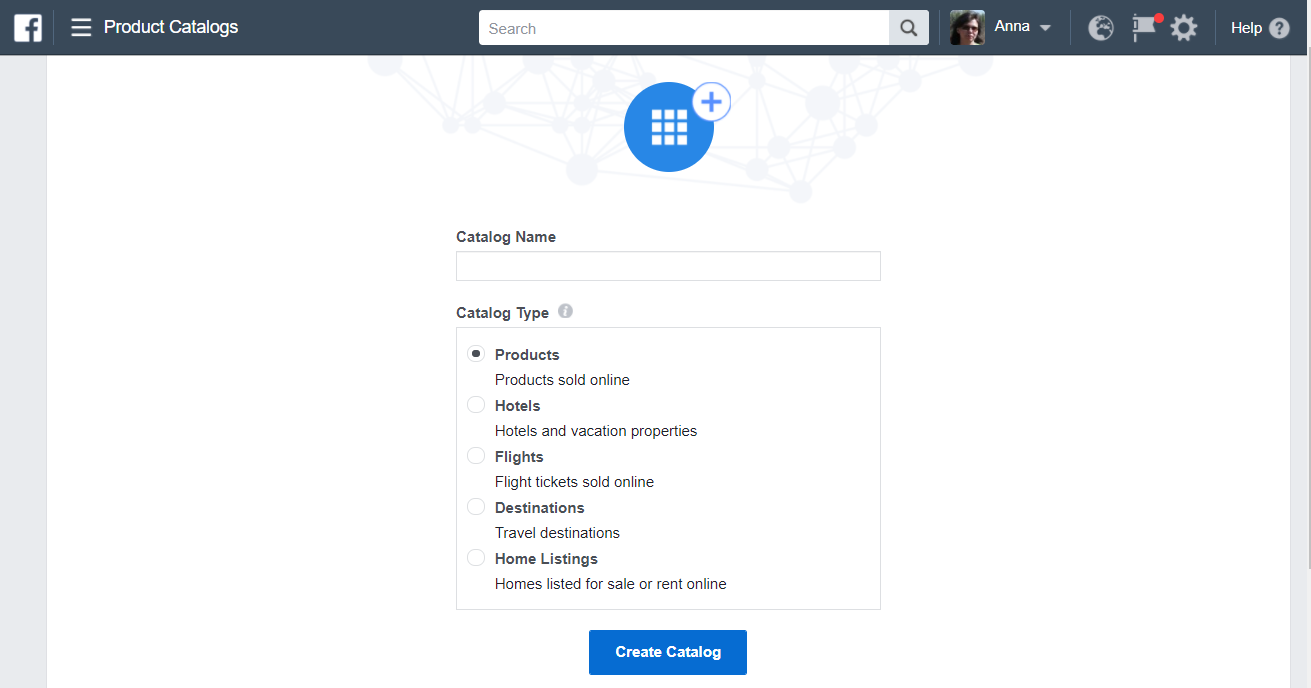 Product Catalogs
Search
Anna
Help
Catalog Name
Catalog Type
Products
Products sold online
Hotels
Hotels and vacation properties
Flights
Flight tickets sold online
Destinations
Travel destinations
Home Listings
Homes listed for sale or rent online
Create Catalog